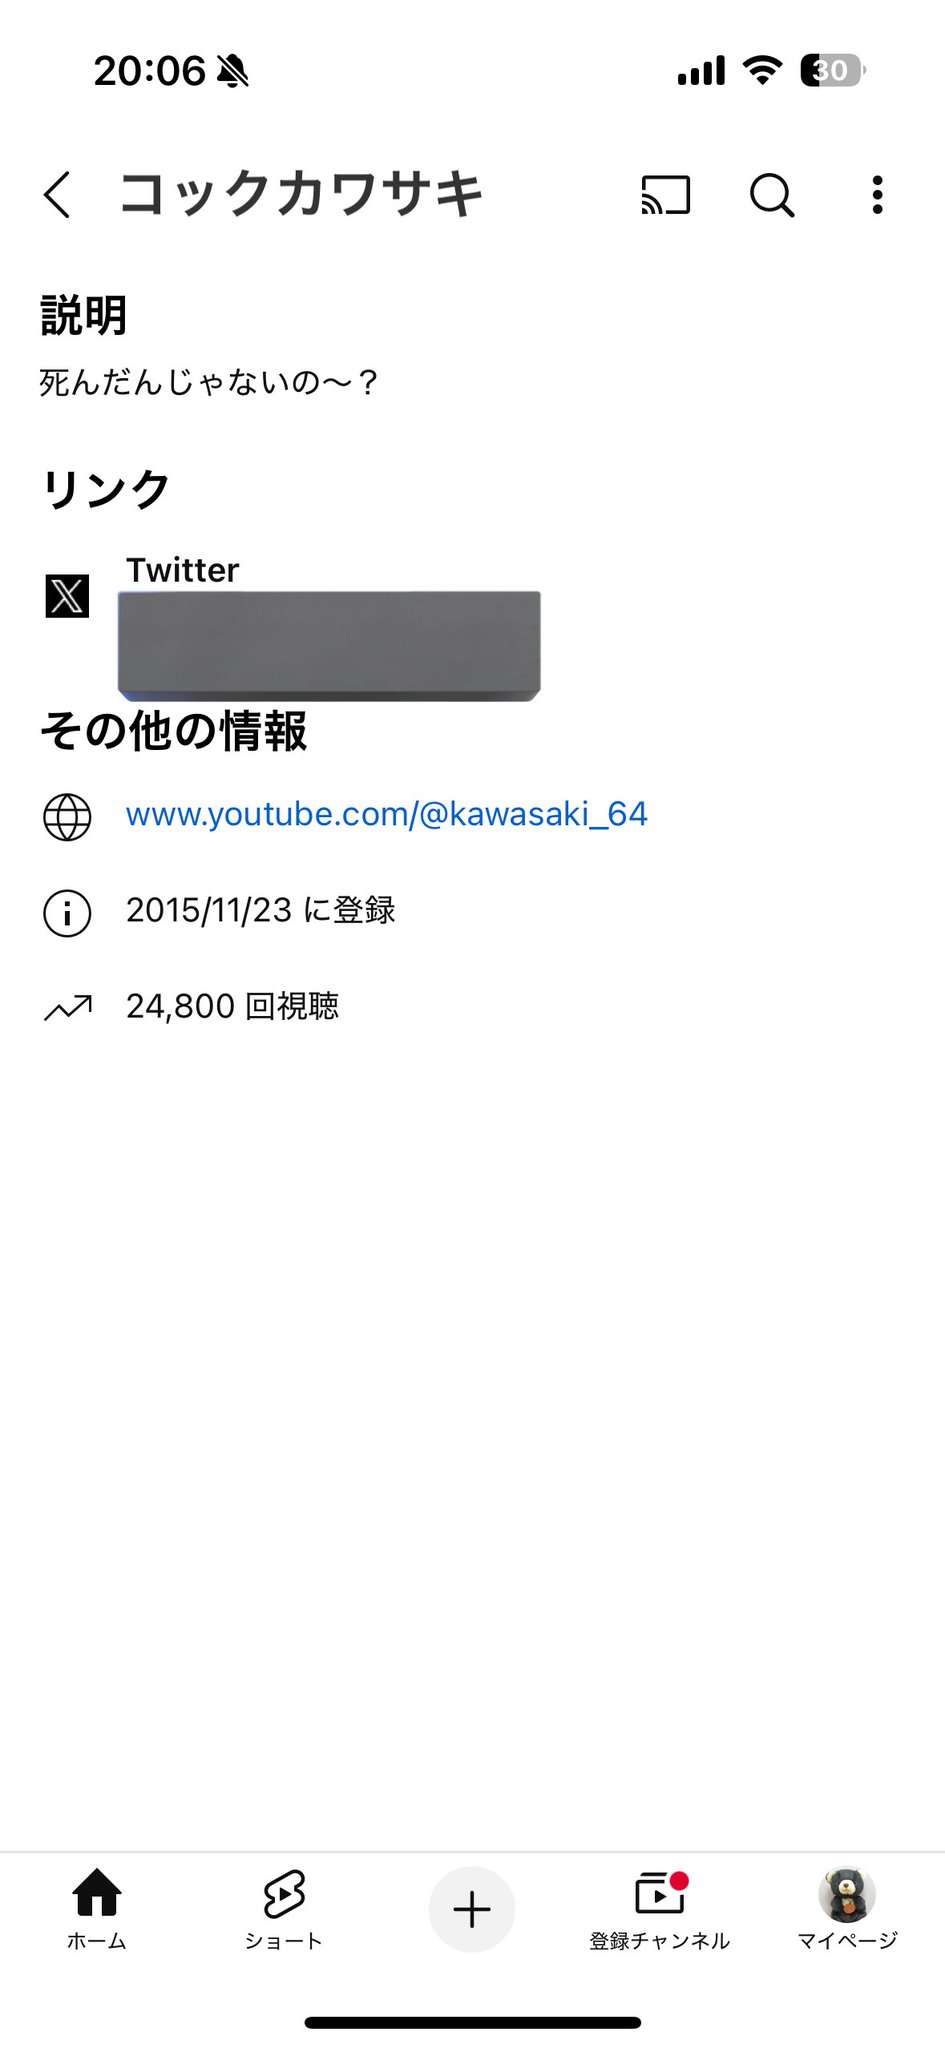 20:06
30
コックカワサキ
説明
死んだんじゃないの〜？
リンク
Twitter
その他の情報
www.youtube.com/@kawasaki_64
2015/11/23 に登録
24,800 回視聴
ホーム
ショート
登録チャンネル
マイページ